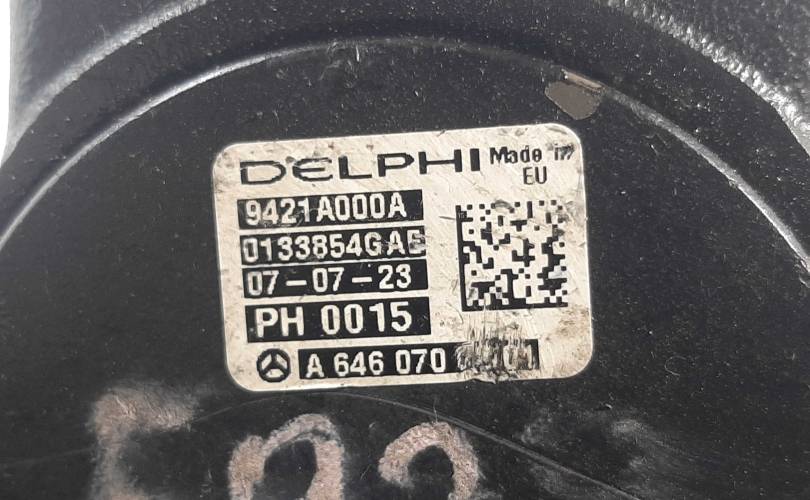 DELPHI Made in
EU
9421A000A
0133854GAE
07-07-23
PH 0015
A 646 070